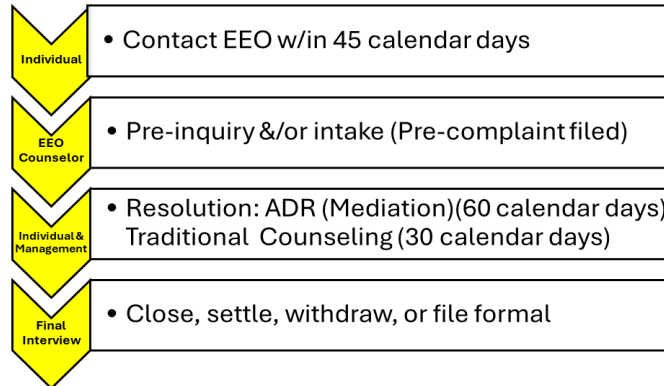 Individual
• Contact EEO w/in 45 calendar days
EEO
Counselor
• Pre-inquiry &/or intake (Pre-complaint filed)
Individual &
Management
• Resolution: ADR (Mediation)(60 calendar days)
Traditional Counseling (30 calendar days)
Final
Interview
• Close, settle, withdraw, or file formal